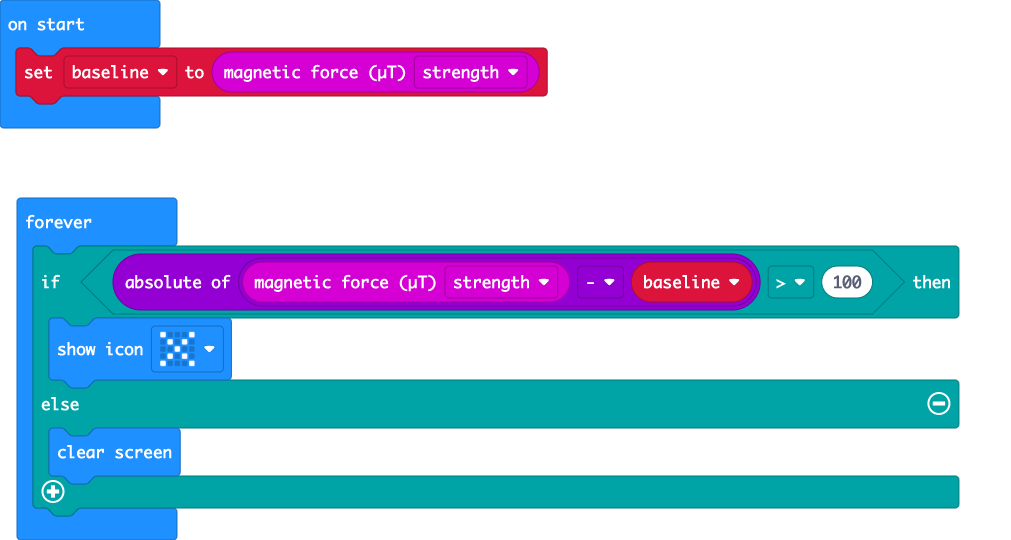 on start
set baseline to magnetic force (µT) strength
forever
if absolute of magnetic force (µT) strength - baseline > 100 then
show icon
else
clear screen